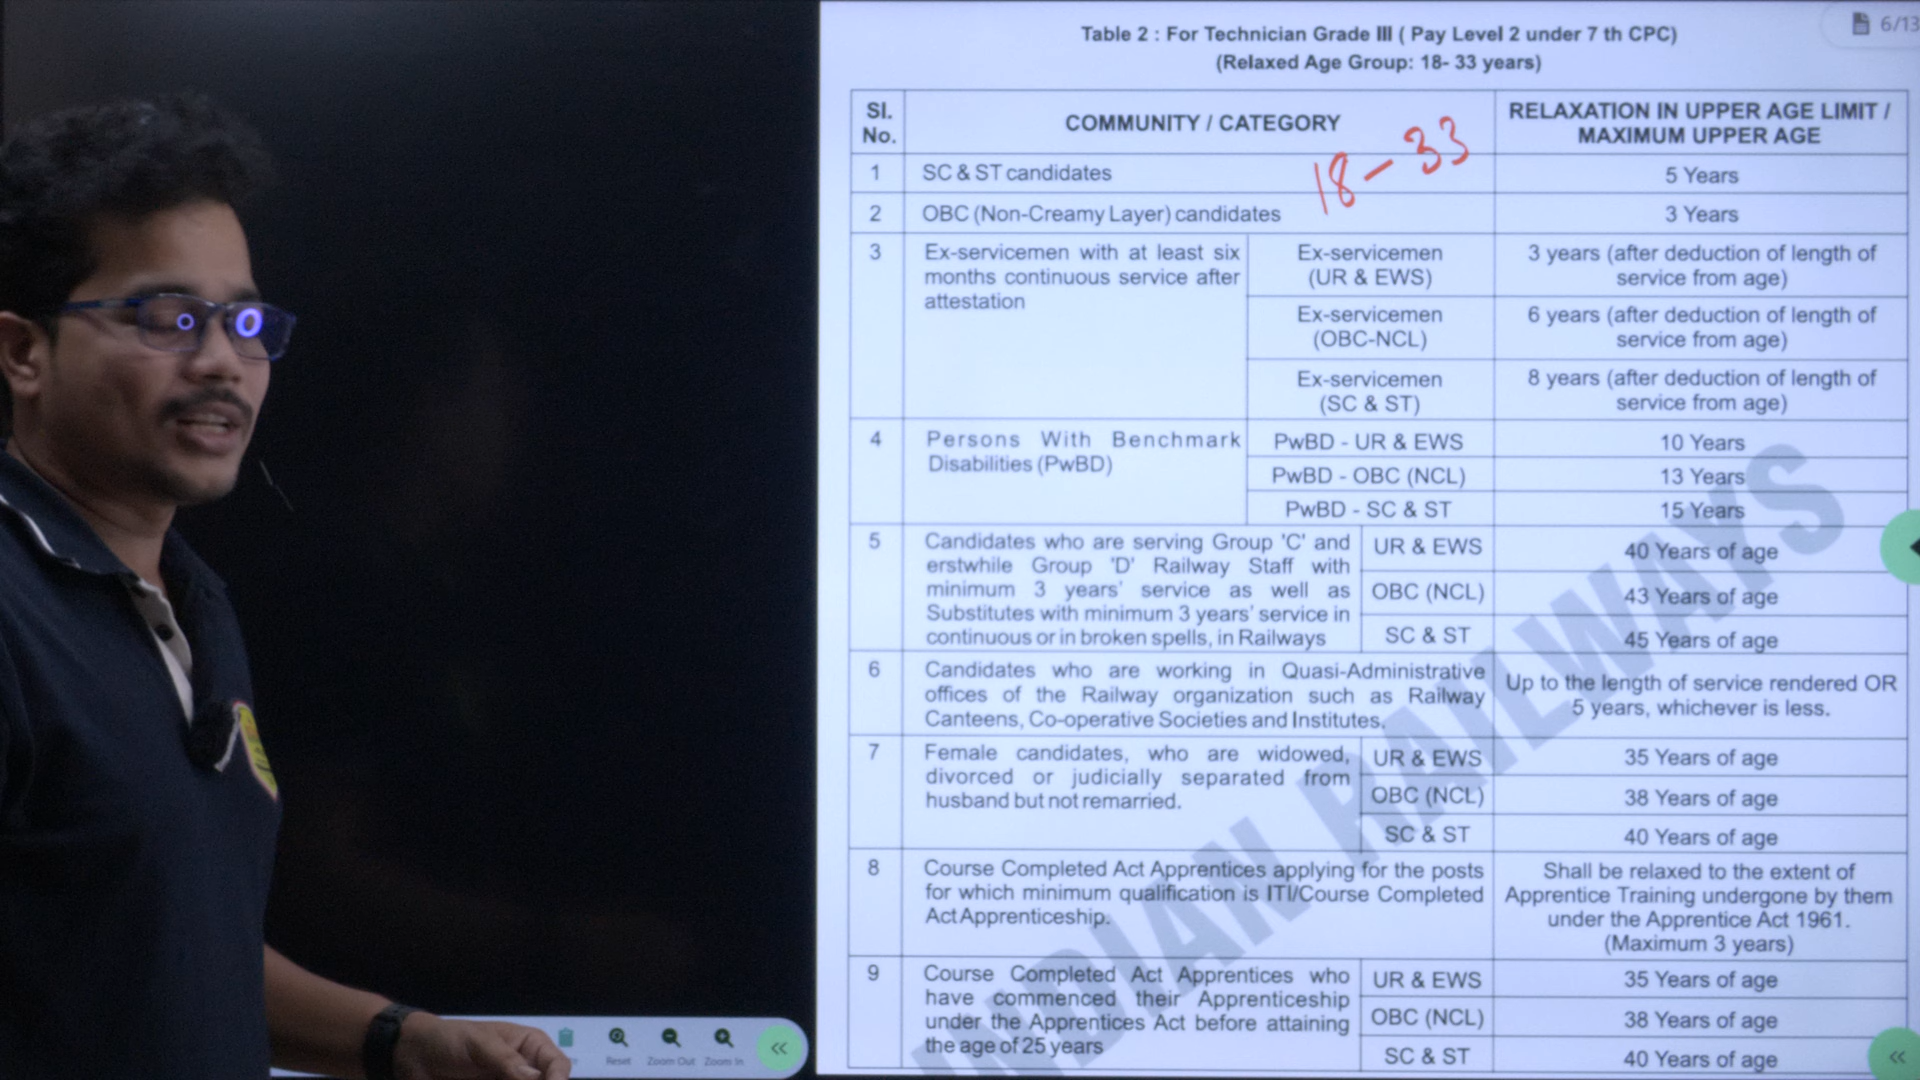 Table 2 : For Technician Grade III ( Pay Level 2 under 7 th CPC)
(Relaxed Age Group: 18- 33 years)
6/13
Sl. No.
COMMUNITY / CATEGORY
RELAXATION IN UPPER AGE LIMIT /
MAXIMUM UPPER AGE
18-33
1
SC & ST candidates
5 Years
2
OBC (Non-Creamy Layer) candidates
3 Years
3
Ex-servicemen with at least six
months continuous service after
attestation
Ex-servicemen
(UR & EWS)
3 years (after deduction of length of
service from age)
Ex-servicemen
(OBC-NCL)
6 years (after deduction of length of
service from age)
Ex-servicemen
(SC & ST)
8 years (after deduction of length of
service from age)
4
Persons With Benchmark
Disabilities (PwBD)
PwBD - UR & EWS
10 Years
PwBD - OBC (NCL)
13 Years
PwBD - SC & ST
15 Years
5
Candidates who are serving Group 'C' and
erstwhile Group 'D' Railway Staff with
minimum 3 years' service as well as
Substitutes with minimum 3 years' service in
continuous or in broken spells, in Railways
UR & EWS
40 Years of age
OBC (NCL)
43 Years of age
SC & ST
45 Years of age
6
Candidates who are working in Quasi-Administrative
offices of the Railway organization such as Railway
Canteens, Co-operative Societies and Institutes.
Up to the length of service rendered OR
5 years, whichever is less.
7
Female candidates, who are widowed,
divorced or judicially separated from
husband but not remarried.
UR & EWS
35 Years of age
OBC (NCL)
38 Years of age
SC & ST
40 Years of age
8
Course Completed Act Apprentices applying for the posts
for which minimum qualification is ITI/Course Completed
Act Apprenticeship.
Shall be relaxed to the extent of
Apprentice Training undergone by them
under the Apprentice Act 1961.
(Maximum 3 years)
9
Course Completed Act Apprentices who
have commenced their Apprenticeship
under the Apprentices Act before attaining
the age of 25 years
UR & EWS
35 Years of age
OBC (NCL)
38 Years of age
SC & ST
40 Years of age
INDIAN RAILWAYS
Reset
Zoom Out
Zoom In